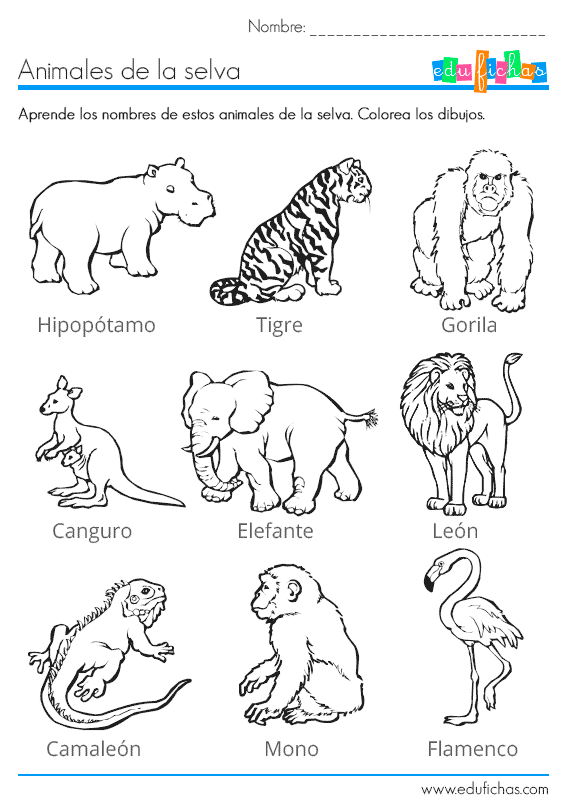 Nombre: ___________________________
Animales de la selva
edufichas
Aprende los nombres de estos animales de la selva. Colorea los dibujos.
Hipopótamo Tigre Gorila
Canguro Elefante León
Camaleón Mono Flamenco
www.edufichas.com